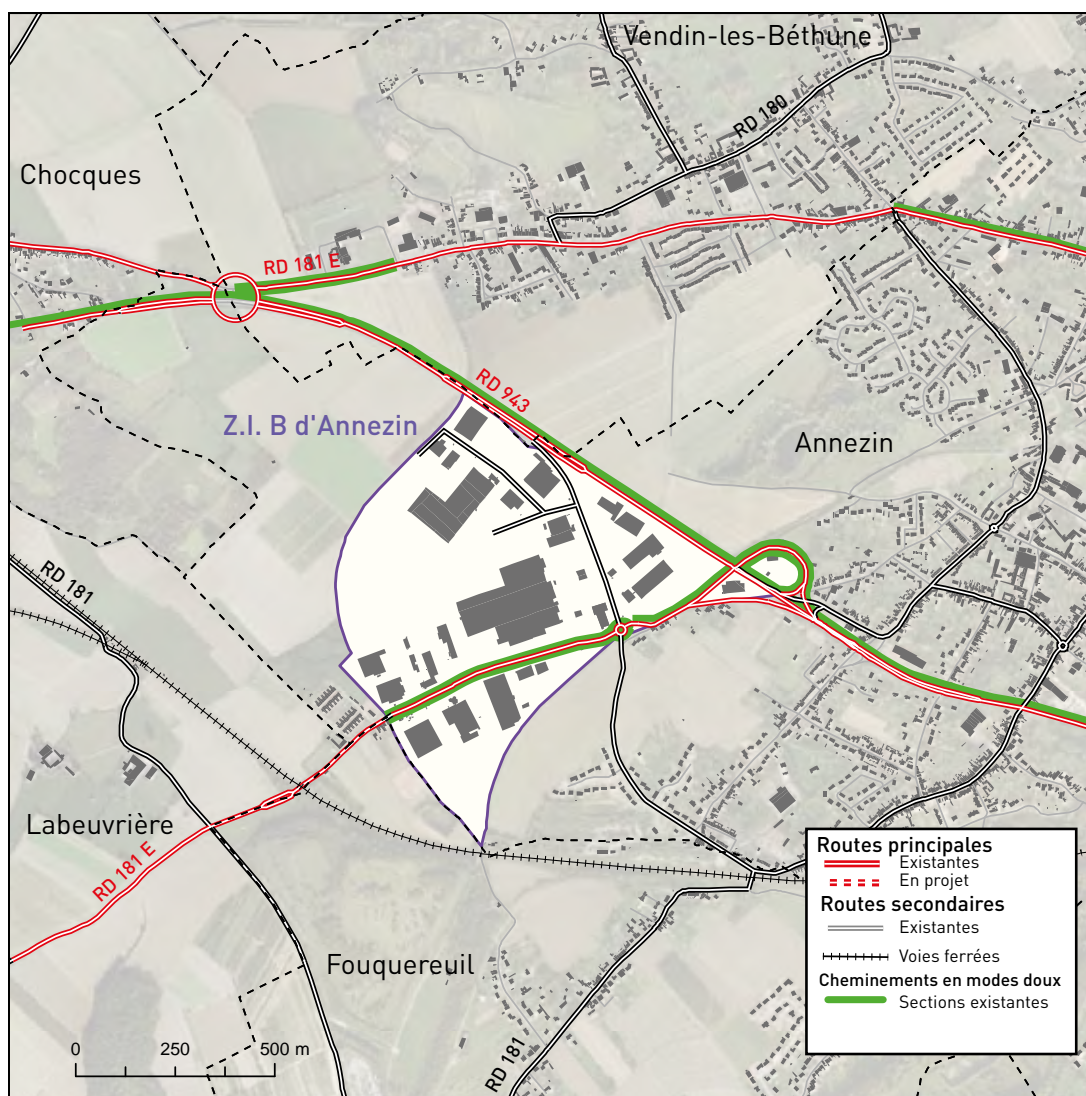 Vendin-les-Béthune
RD 180
Chocques
RD 181 E
RD 943
Z.I. B d'Annezin
Annezin
RD 181
Labeuvrière
RD 181 E
Fouquereuil
RD 181
0 250 500 m
Routes principales
Existantes
En projet
Routes secondaires
Existantes
Voies ferrées
Cheminements en modes doux
Sections existantes